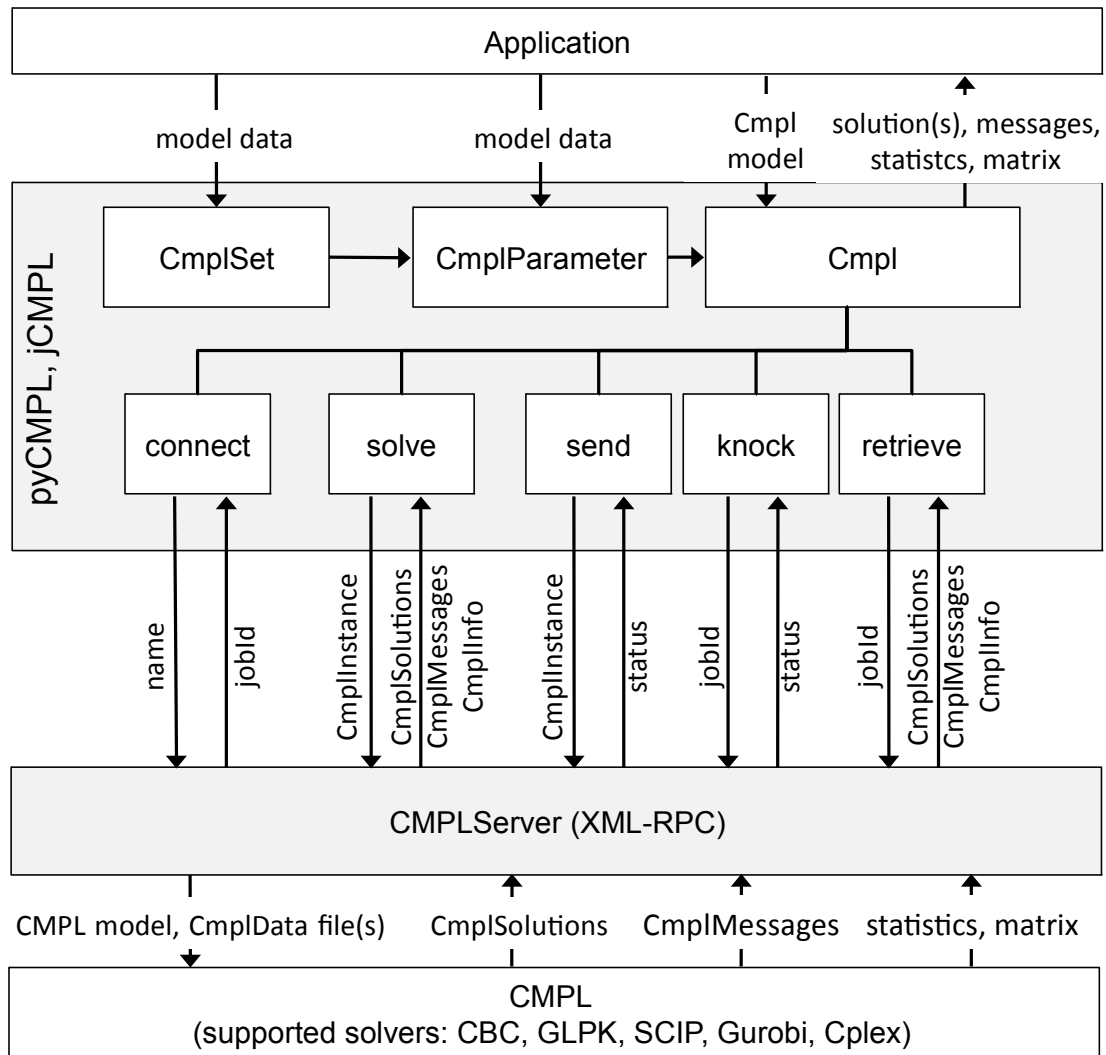 Application
model data
model data
Cmpl
model
solution(s), messages,
statistcs, matrix
pyCMPL, jCMPL
CmplSet
CmplParameter
Cmpl
connect
solve
send
knock
retrieve
name
jobId
CmplInstance
CmplSolutions
CmplMessages
CmplInfo
CmplInstance
status
jobId
status
jobId
CmplSolutions
CmplMessages
CmplInfo
CMPLServer (XML-RPC)
CMPL model, CmplData file(s)
CmplSolutions
CmplMessages
statistics, matrix
CMPL
(supported solvers: CBC, GLPK, SCIP, Gurobi, Cplex)